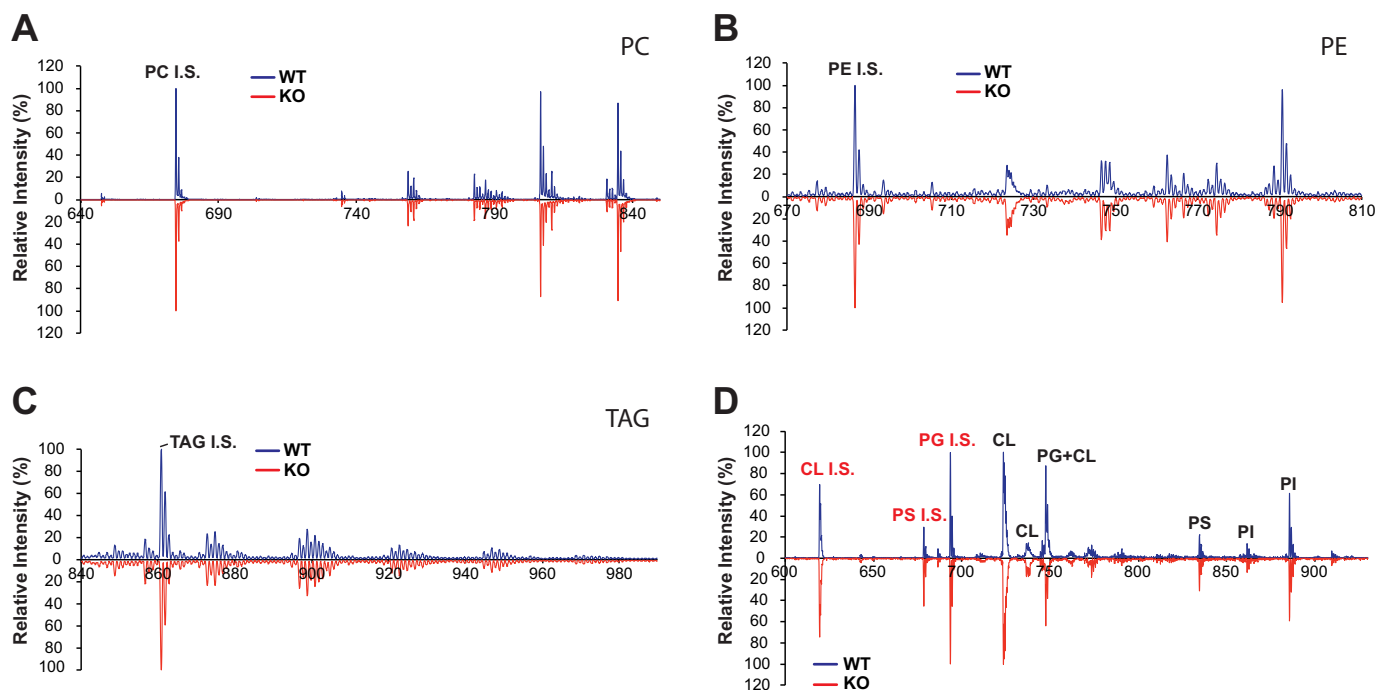 A
PC
120
100
80
60
40
20
0
20
40
60
80
100
120
Relative Intensity (%)
PC I.S.
WT
KO
640 690 740 790 840
B
PE
120
100
80
60
40
20
0
20
40
60
80
100
120
Relative Intensity (%)
PE I.S.
WT
KO
670 690 710 730 750 770 790 810
C
TAG
100
80
60
40
20
0
20
40
60
80
100
Relative Intensity (%)
TAG I.S.
WT
KO
840 860 880 900 920 940 960 980
D
120
100
80
60
40
20
0
20
40
60
80
100
120
Relative Intensity (%)
CL I.S.
PS I.S.
PG I.S.
CL
CL
PG+CL
PS
PI
PI
600 650 700 750 800 850 900
WT
KO